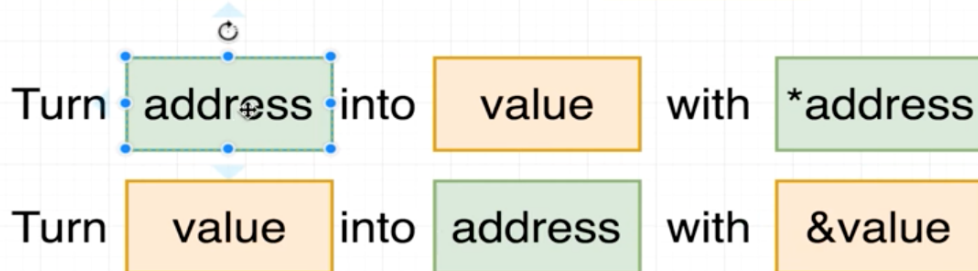 Turn address into value with *address
Turn value into address with &value